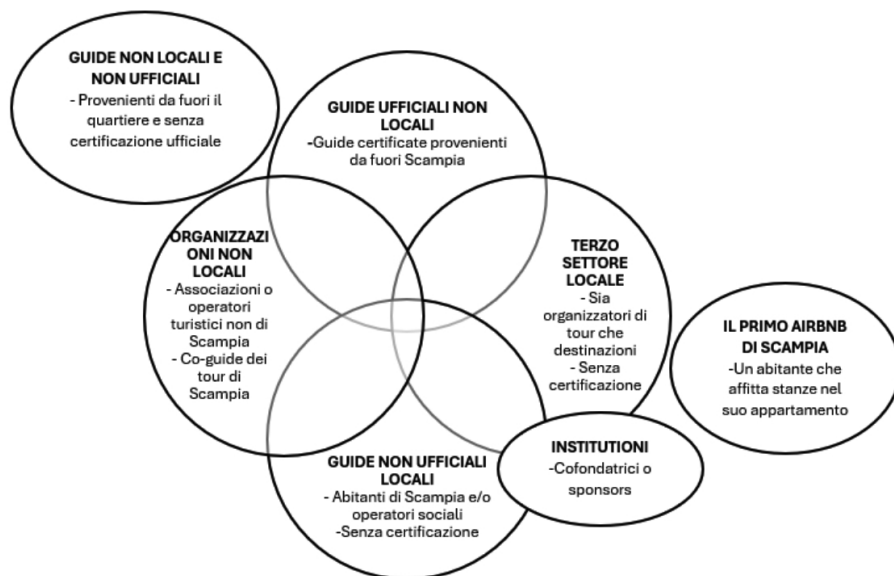 GUIDE NON LOCALI E
NON UFFICIALI
- Provenienti da fuori il
quartiere e senza
certificazione ufficiale
GUIDE UFFICIALI NON
LOCALI
-Guide certificate provenienti
da fuori Scampia
ORGANIZZAZI
ONI NON
LOCALI
- Associazioni o
operatori
turistici non di
Scampia
- Co-guide dei
tour di
Scampia
TERZO
SETTORE
LOCALE
- Sia
organizzatori di
tour che
destinazioni
- Senza
certificazione
IL PRIMO AIRBNB
DI SCAMPIA
-Un abitante che
affitta stanze nel
suo appartamento
INSTITUTIONI
-Cofondatrici o
sponsors
GUIDE NON UFFICIALI
LOCALI
- Abitanti di Scampia e/o
operatori sociali
-Senza certificazione